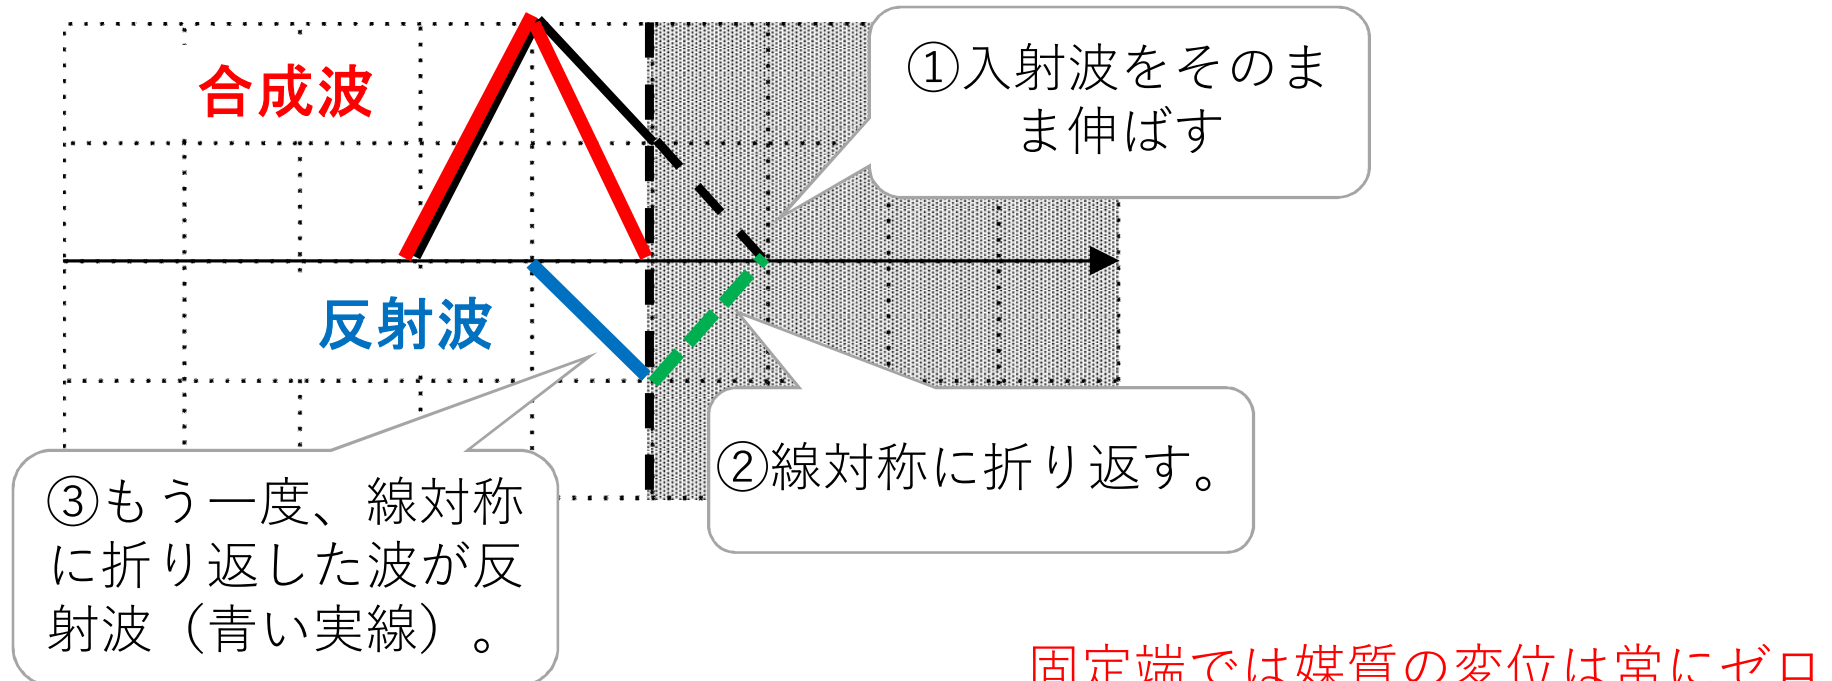 合成波
①入射波をそのま
ま伸ばす
反射波
②線対称に折り返す。
③もう一度、線対称
に折り返した波が反
射波（青い実線）。
固定端では媒質の変位は常にゼロ